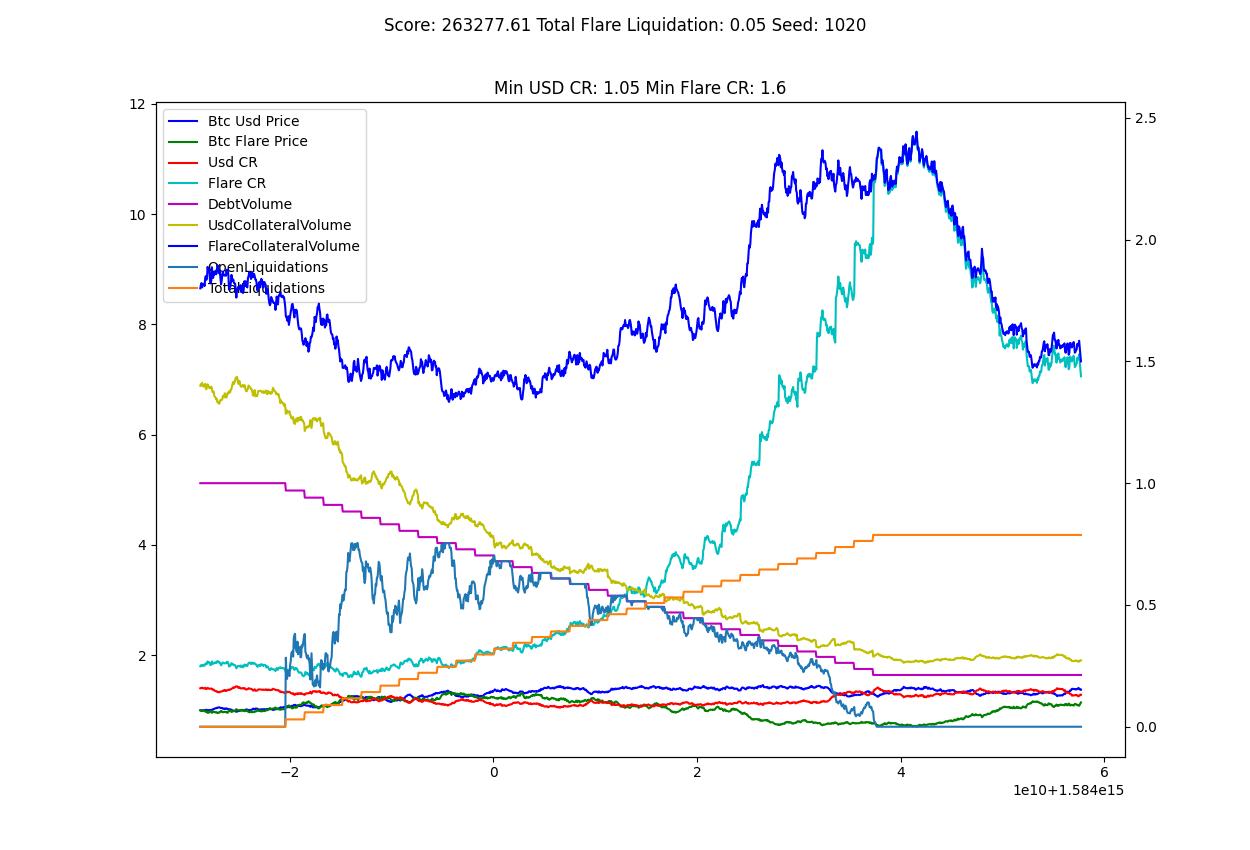 Score: 263277.61 Total Flare Liquidation: 0.05 Seed: 1020
Min USD CR: 1.05 Min Flare CR: 1.6
12
10
8
6
4
2
2.5
2.0
1.5
1.0
0.5
0.0
Btc Usd Price
Btc Flare Price
Usd CR
Flare CR
DebtVolume
UsdCollateralVolume
FlareCollateralVolume
OpenLiquidations
TotalLiquidations
−2 0 2 4 6
1e10+1.584e15